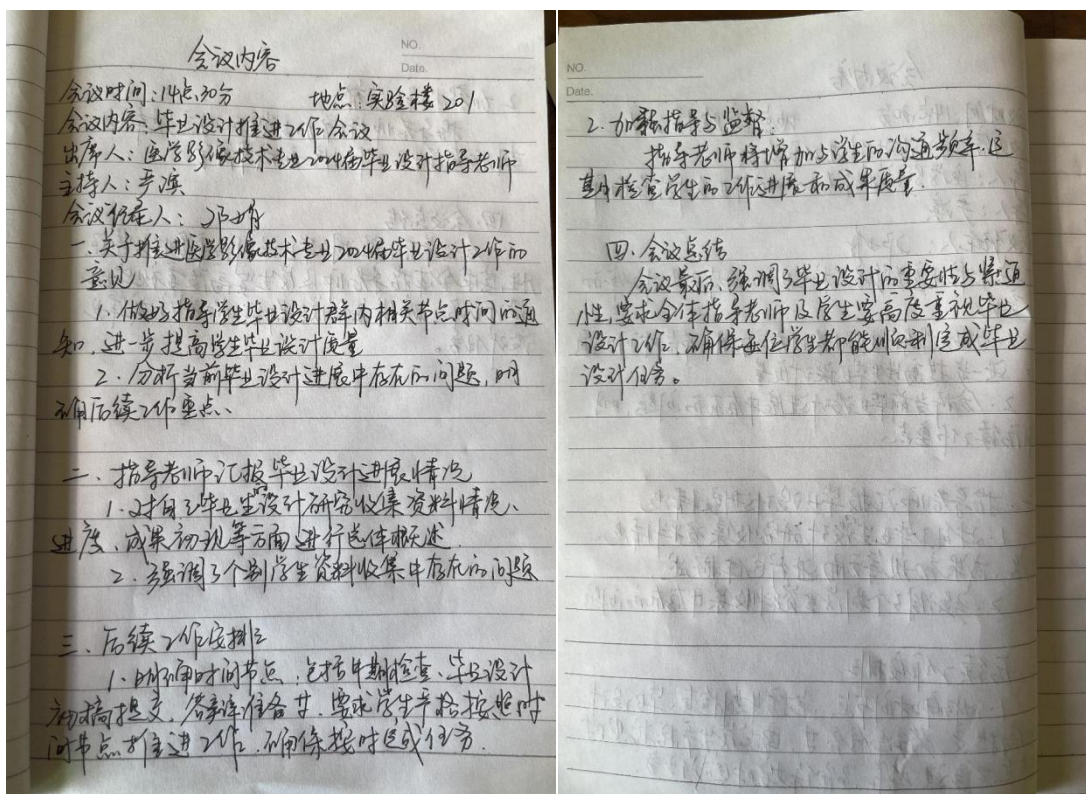 NO.
Date.
会议内容
会议时间:14点30分 地点:实验楼201
会议内容:毕业设计推进工作会议
出席人:医学影像技术专业2024届毕业设计指导老师
主持人:严滨
会议记录人:
一、关于推进医学影像技术专业2024届毕业设计工作的
意见
1、做好指导学生毕业设计群内相关节点时间的通
知,进一步提高学生毕业设计质量
2、分析当前毕业设计进展中存在的问题,明
确后续工作重点、
二、指导老师汇报毕业设计进展情况
1、对自己毕业生的设计研究收集资料情况、
进度、成果初现等方面进行总体概述
2、强调了个别学生资料收集中存在的问题
三、后续工作安排
1、明确时间节点,包括中期检查、毕业设计
初稿提交,答辩准备等,要求学生严格按照时
间节点推进工作,确保按时完成任务.
NO.
Date.
2. 加强指导与监督:
指导老师将增加与学生的沟通频率,定
期检查学生的工作进度和成果质量.
四、会议总结
会议最后,强调了毕业设计的重要性与紧迫
性,要求全体指导老师及学生要高度重视毕业
设计工作,确保每位学生都能顺利完成毕业
设计任务。